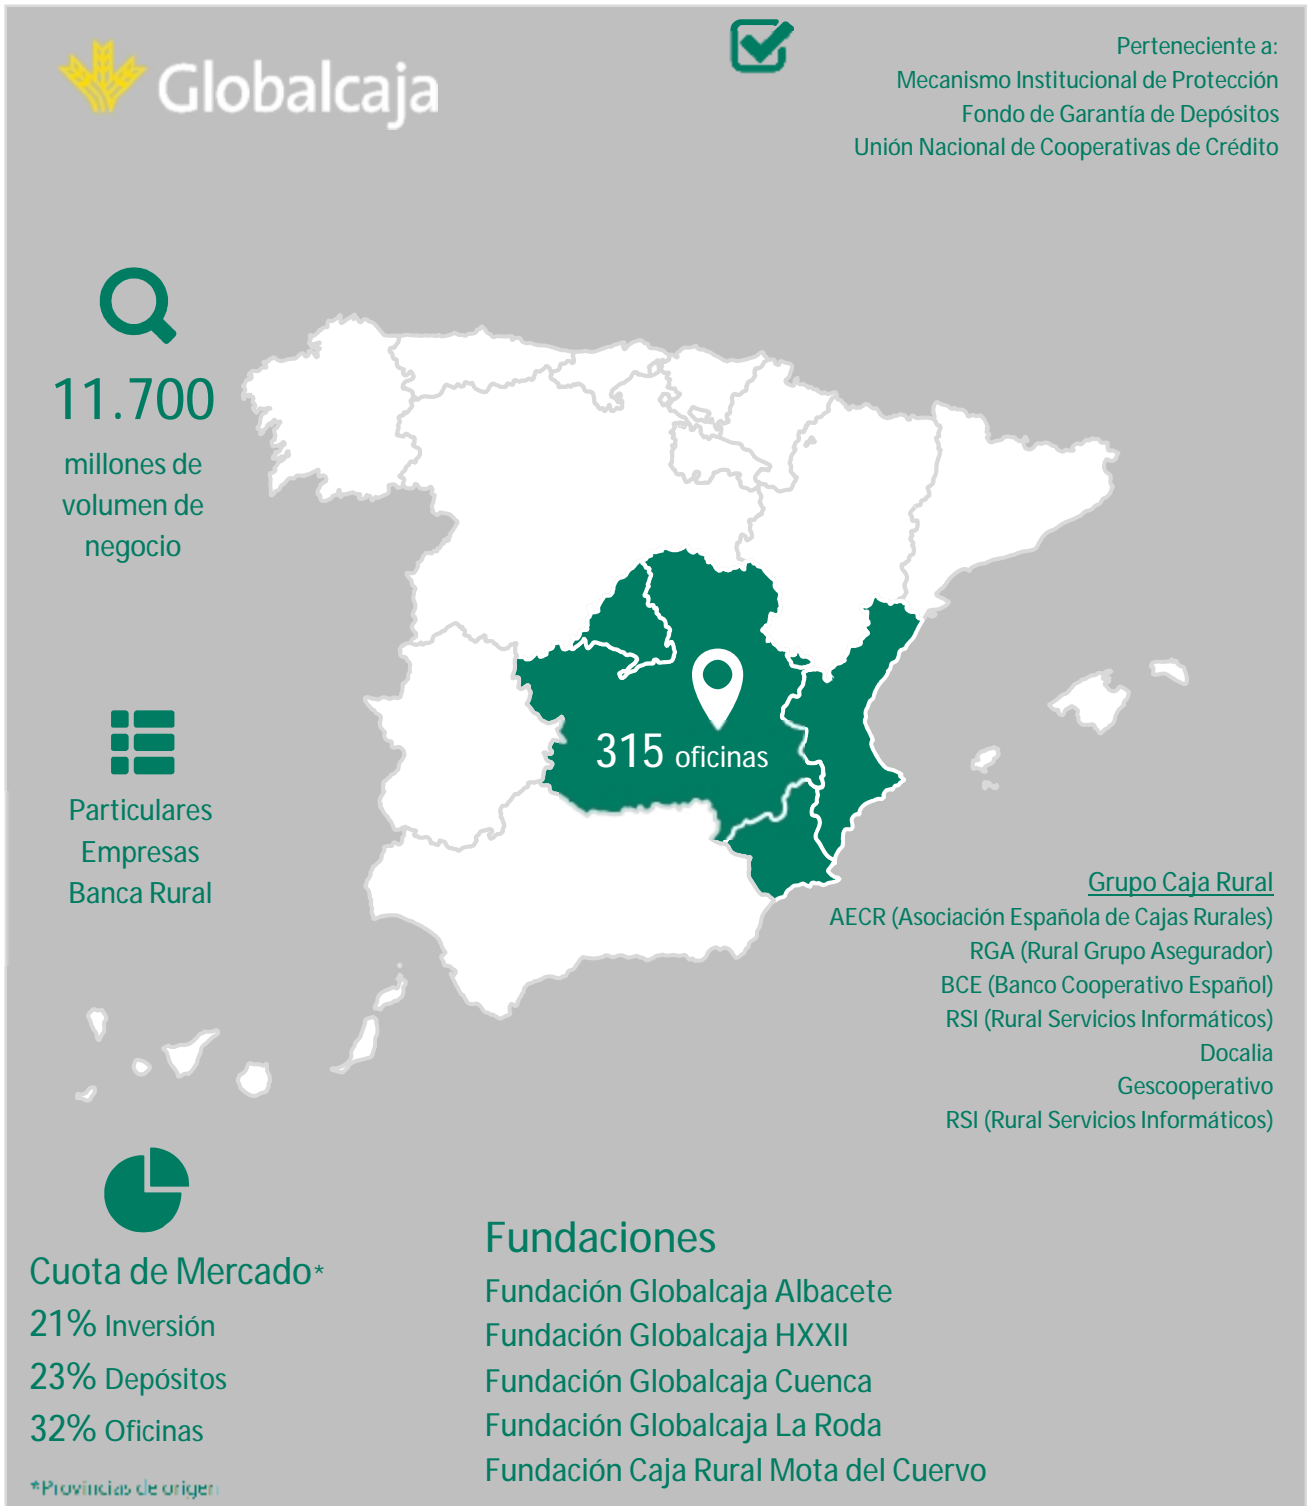 Globalcaja
Perteneciente a:
Mecanismo Institucional de Protección
Fondo de Garantía de Depósitos
Unión Nacional de Cooperativas de Crédito
11.700
millones de
volumen de
negocio
315 oficinas
Particulares
Empresas
Banca Rural
Grupo Caja Rural
AECR (Asociación Española de Cajas Rurales)
RGA (Rural Grupo Asegurador)
BCE (Banco Cooperativo Español)
RSI (Rural Servicios Informáticos)
Docalia
Gescooperativo
RSI (Rural Servicios Informáticos)
Cuota de Mercado*
21% Inversión
23% Depósitos
32% Oficinas
*Provincias de origen
Fundaciones
Fundación Globalcaja Albacete
Fundación Globalcaja HXXII
Fundación Globalcaja Cuenca
Fundación Globalcaja La Roda
Fundación Caja Rural Mota del Cuervo